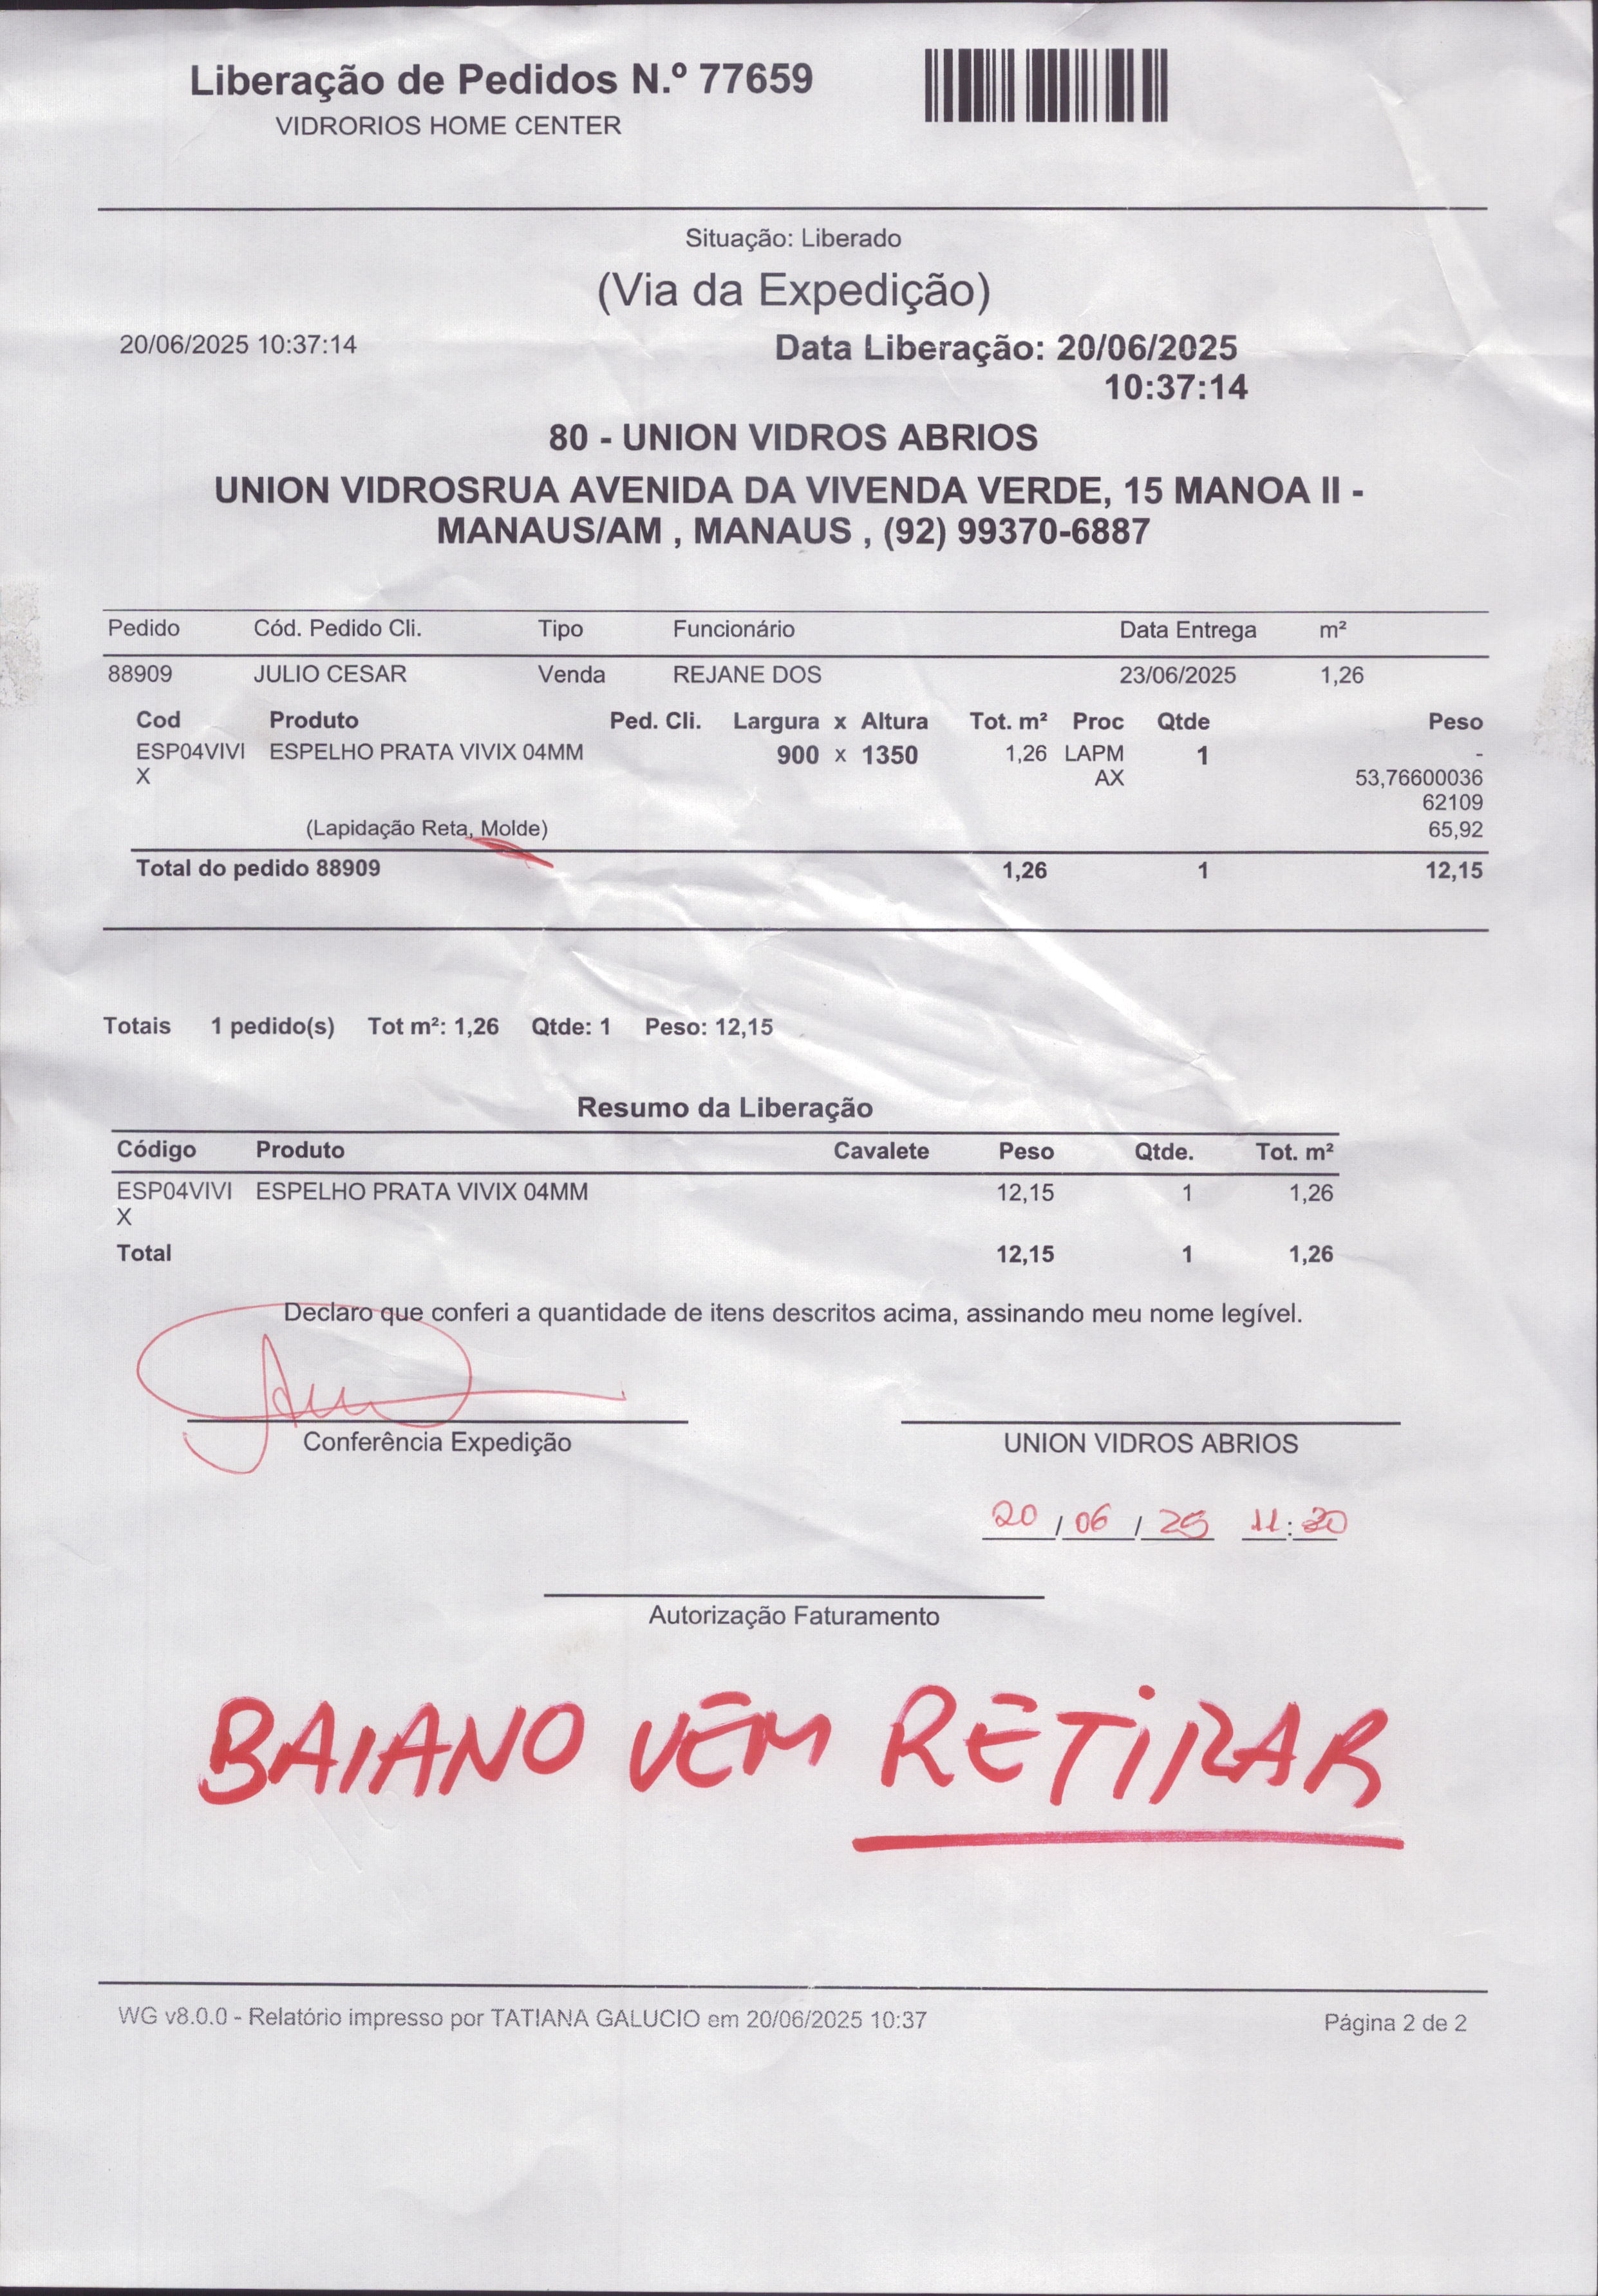 Liberação de Pedidos N.º 77659
VIDRORIOS HOME CENTER
Situação: Liberado
(Via da Expedição)
20/06/2025 10:37:14 Data Liberação: 20/06/2025
10:37:14
80 - UNION VIDROS ABRIOS
UNION VIDROSRUA AVENIDA DA VIVENDA VERDE, 15 MANOA II -
MANAUS/AM , MANAUS , (92) 99370-6887
Pedido Cód. Pedido Cli. Tipo Funcionário Data Entrega m²
88909 JULIO CESAR Venda REJANE DOS 23/06/2025 1,26
Cod Produto Ped. Cli. Largura x Altura Tot. m² Proc Qtde Peso
ESP04VIVI ESPELHO PRATA VIVIX 04MM 900 x 1350 1,26 LAPM 1 -
X AX 53,76600036
62109
(Lapidação Reta, Molde) 65,92
Total do pedido 88909 1,26 1 12,15
Totais 1 pedido(s) Tot m²: 1,26 Qtde: 1 Peso: 12,15
Resumo da Liberação
Código Produto Cavalete Peso Qtde. Tot. m²
ESP04VIVI ESPELHO PRATA VIVIX 04MM 12,15 1 1,26
X
Total 12,15 1 1,26
Declaro que conferi a quantidade de itens descritos acima, assinando meu nome legível.
Conferência Expedição UNION VIDROS ABRIOS
20 / 06 / 25 11:30
Autorização Faturamento
BAIANO VEM RETIRAR
WG v8.0.0 - Relatório impresso por TATIANA GALUCIO em 20/06/2025 10:37 Página 2 de 2